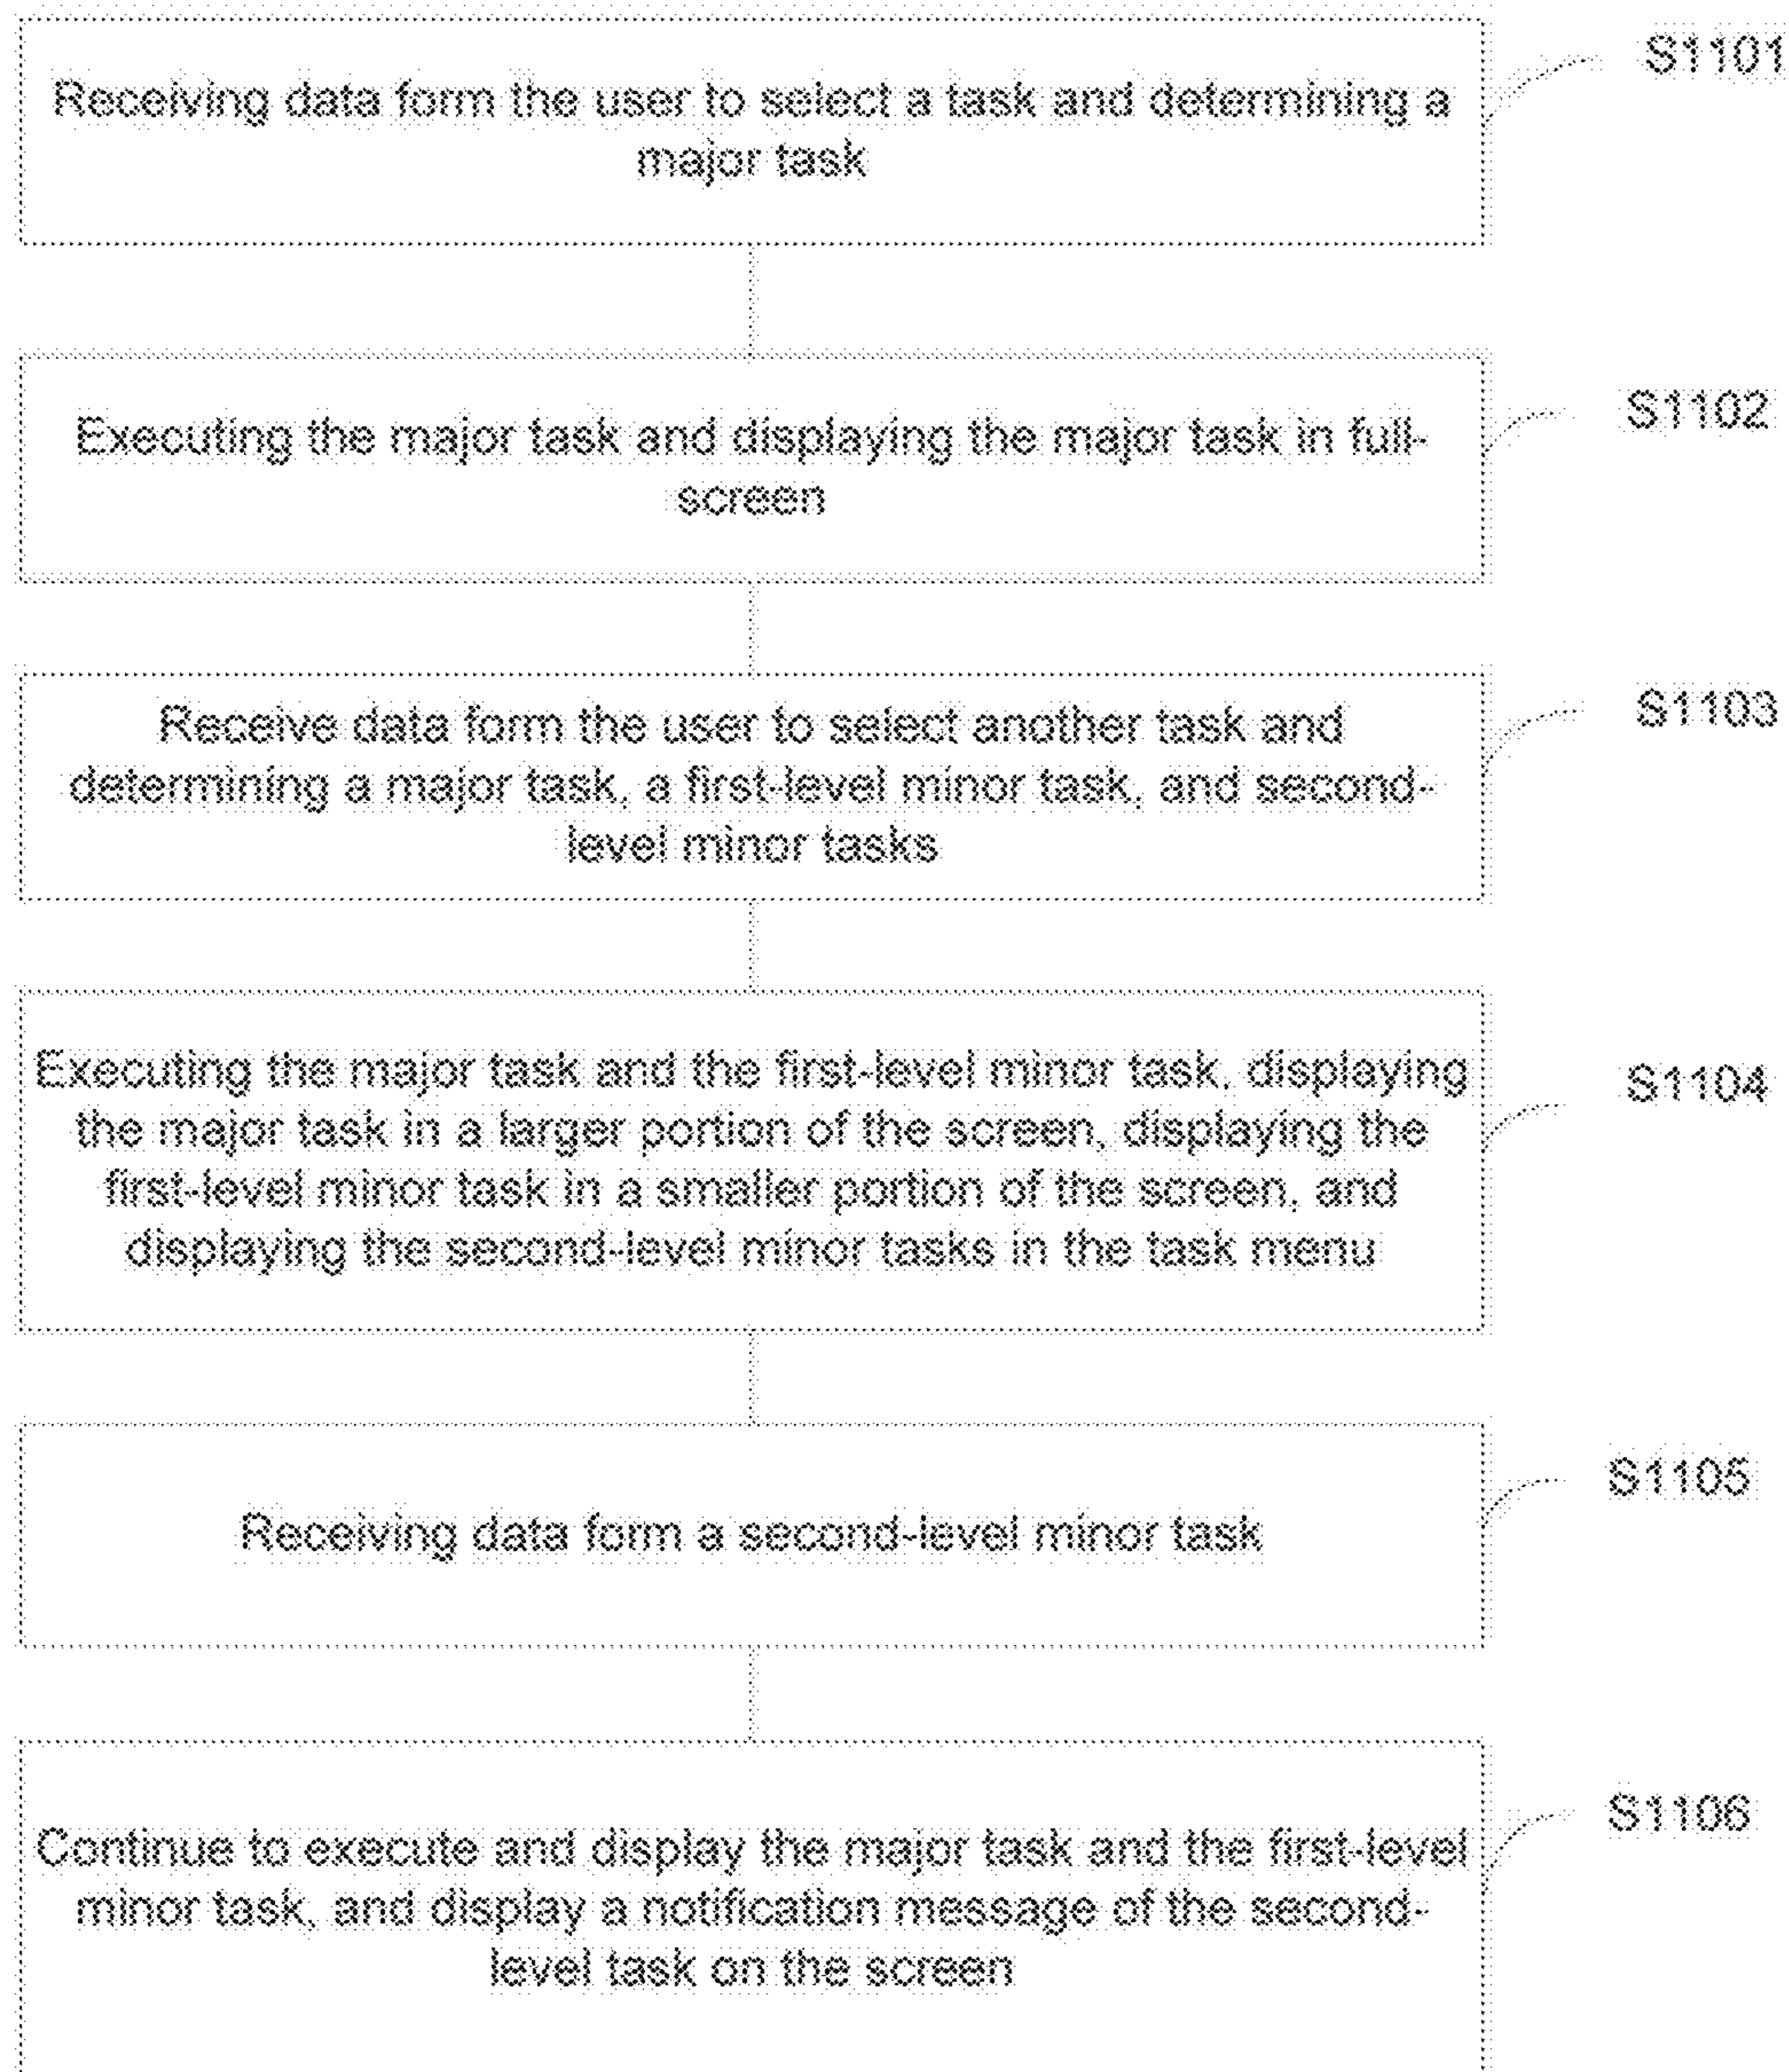 Receiving data form the user to select a task and determining a
major task
S1101
Executing the major task and displaying the major task in full-
screen
S1102
Receive data form the user to select another task and
determining a major task, a first-level minor task, and second-
level minor tasks
S1103
Executing the major task and the first-level minor task, displaying
the major task in a larger portion of the screen, displaying the
first-level minor task in a smaller portion of the screen, and
displaying the second-level minor tasks in the task menu
S1104
Receiving data form a second-level minor task
S1105
Continue to execute and display the major task and the first-level
minor task, and display a notification message of the second-
level task on the screen
S1106